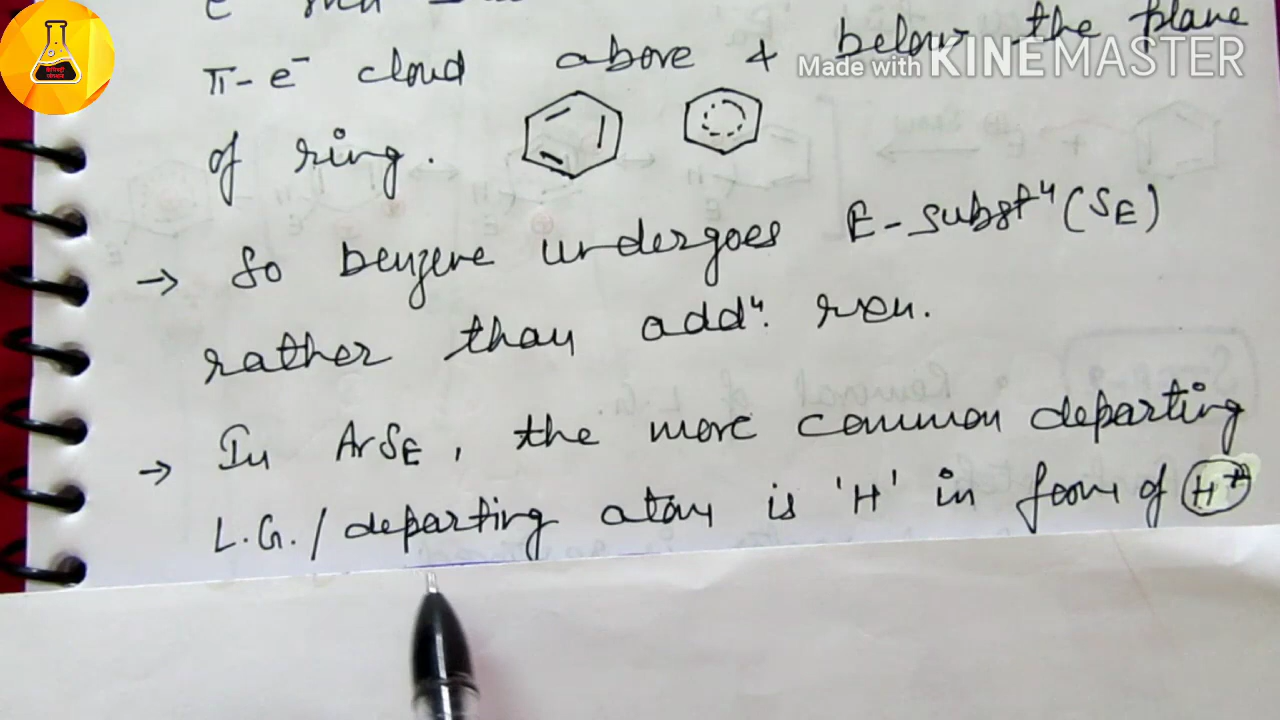 π-e⁻ cloud above & below the plane
Made with KINEMASTER
of ring.
→ So benzene undergoes E-substⁿ (SE)
rather than addⁿ. rxn.
→ In ArSE, the more common departing
L.G./departing atom is 'H' in form of H⁺